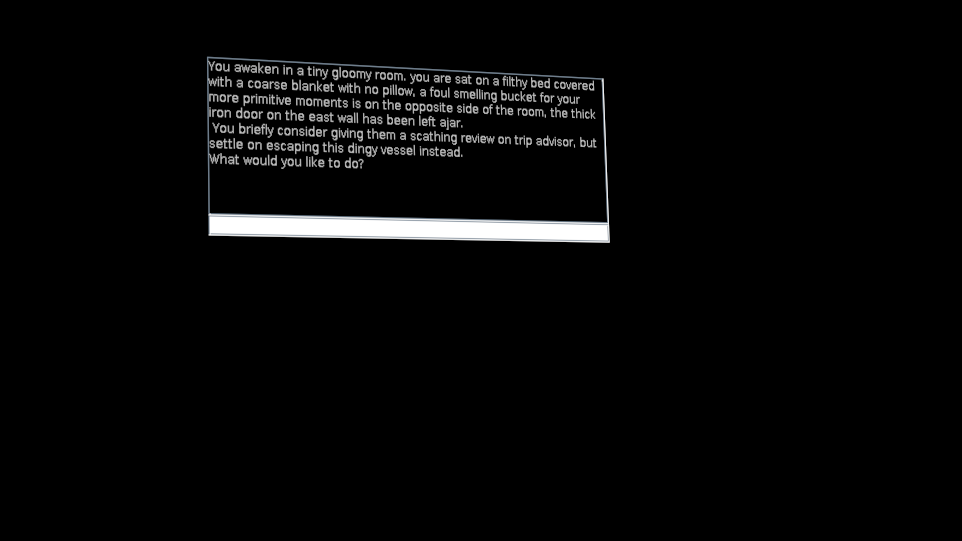 You awaken in a tiny gloomy room. you are sat on a filthy bed covered
with a coarse blanket with no pillow, a foul smelling bucket for your
more primitive moments is on the opposite side of the room, the thick
iron door on the east wall has been left ajar.
You briefly consider giving them a scathing review on trip advisor, but
settle on escaping this dingy vessel instead.
What would you like to do?